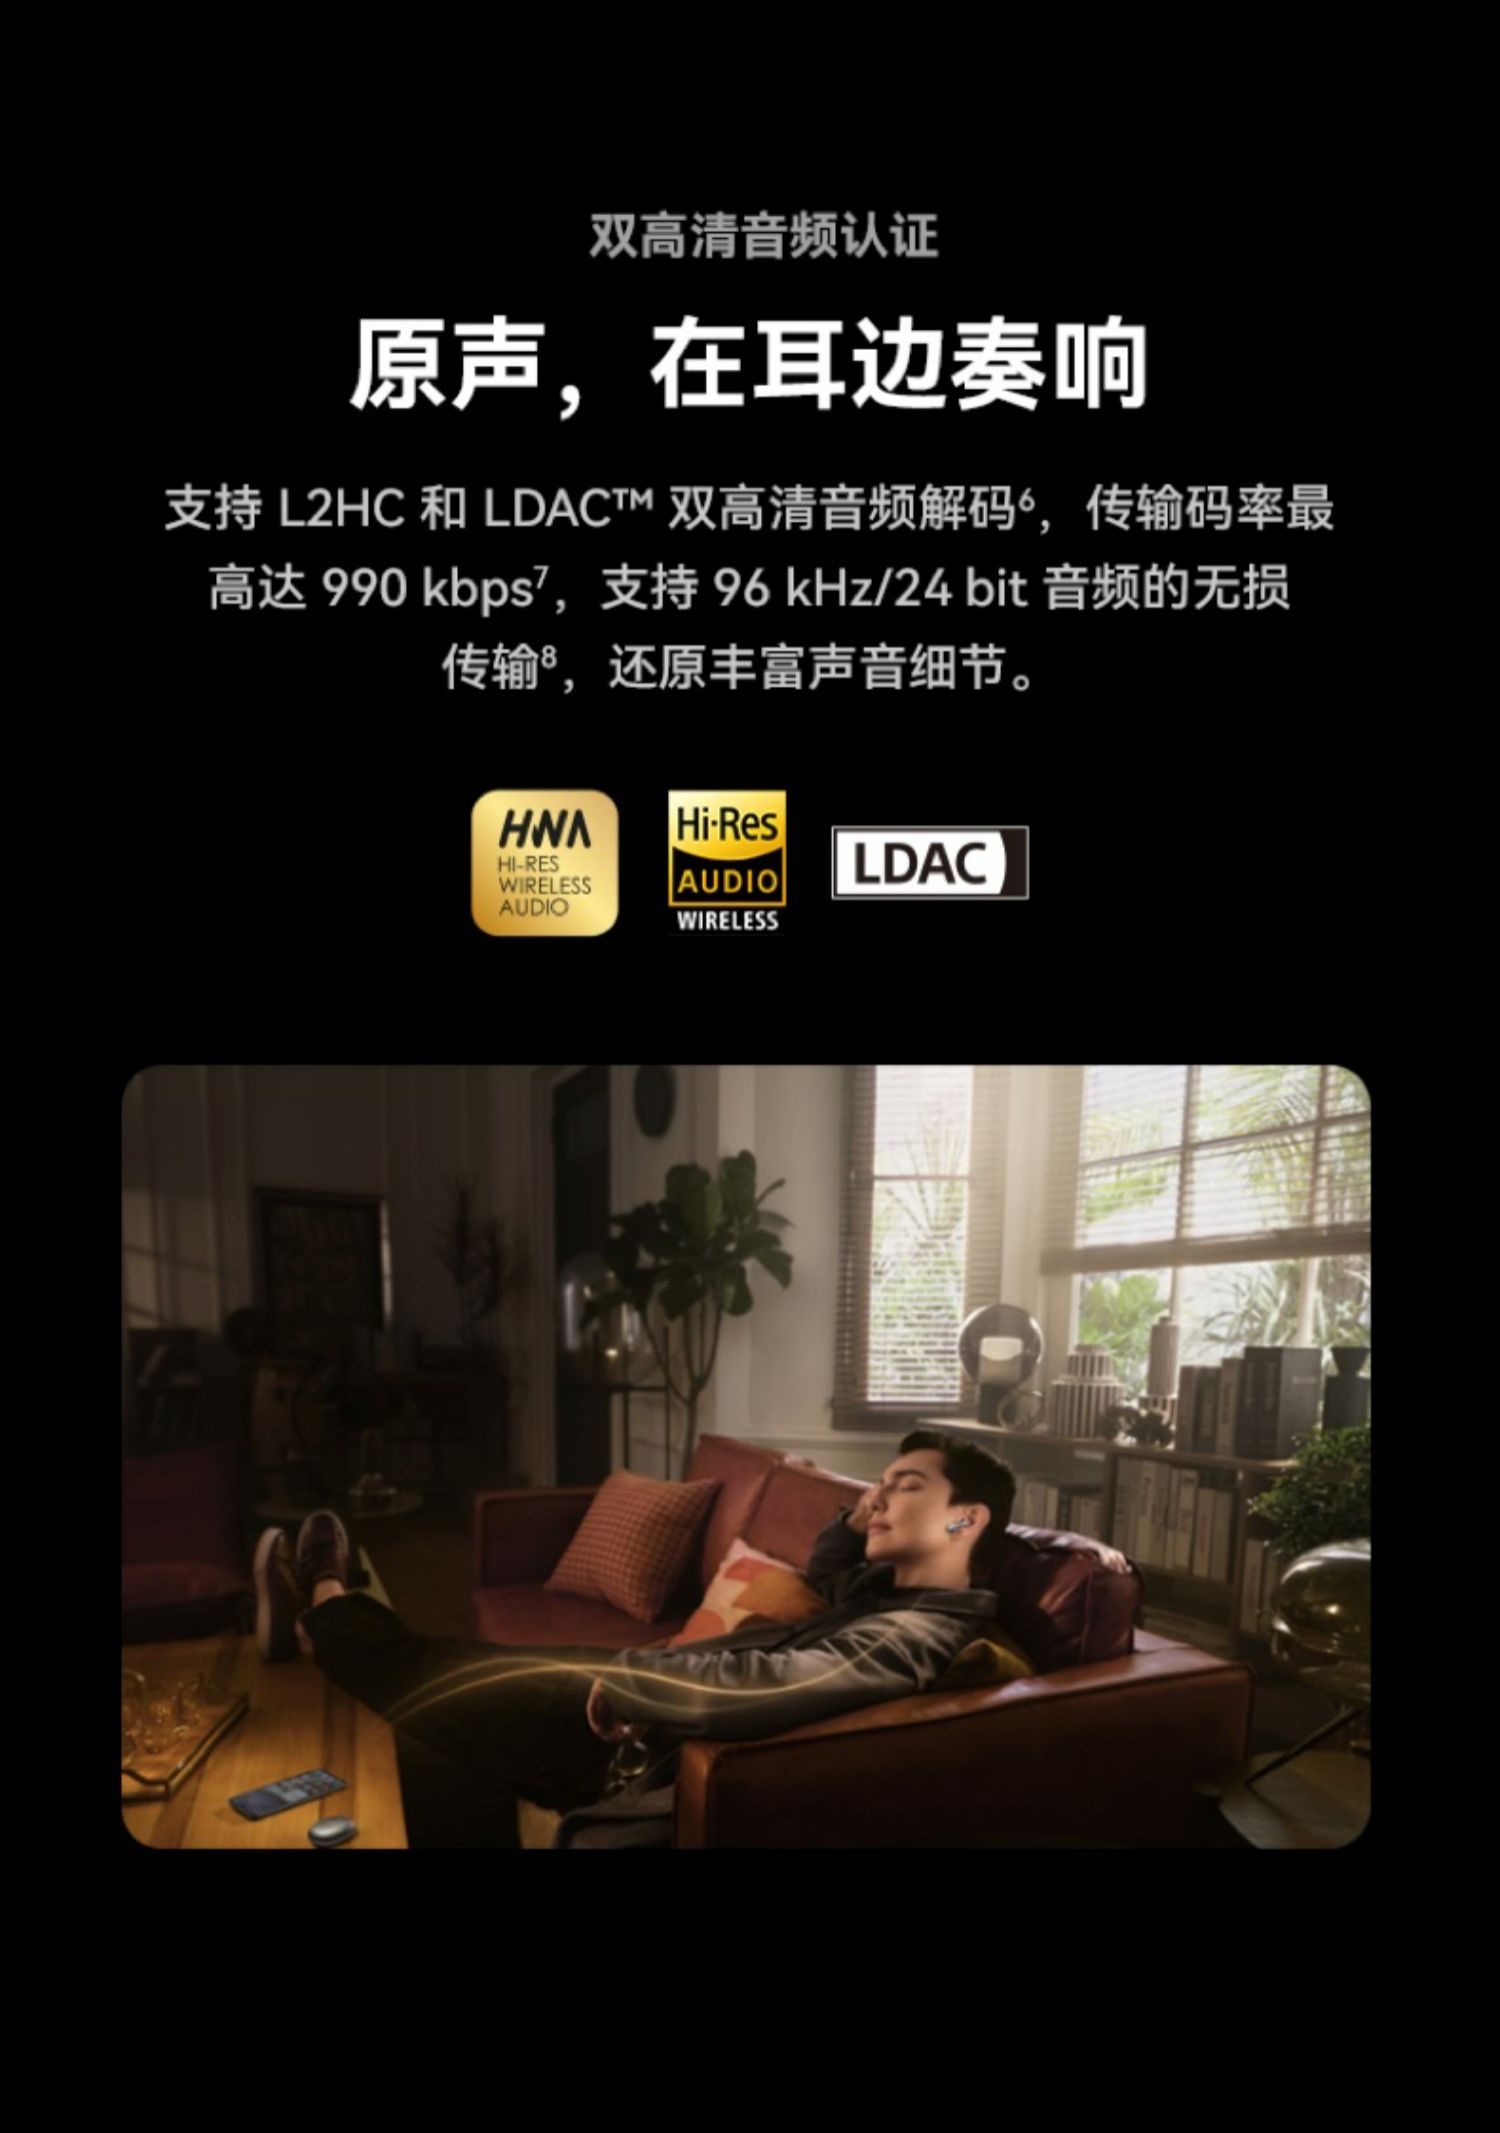 双高清音频认证
原声，在耳边奏响
支持 L2HC 和 LDAC™ 双高清音频解码⁶，传输码率最
高达 990 kbps⁷，支持 96 kHz/24 bit 音频的无损
传输⁸，还原丰富声音细节。
HWA
HI-RES
WIRELESS
AUDIO
Hi-Res
AUDIO
WIRELESS
LDAC